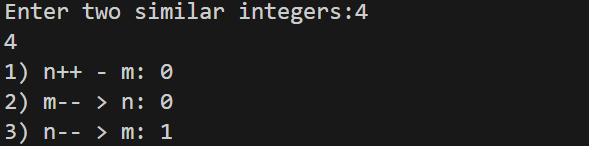 Enter two similar integers:4
4
1) n++ - m: 0
2) m-- > n: 0
3) n-- > m: 1